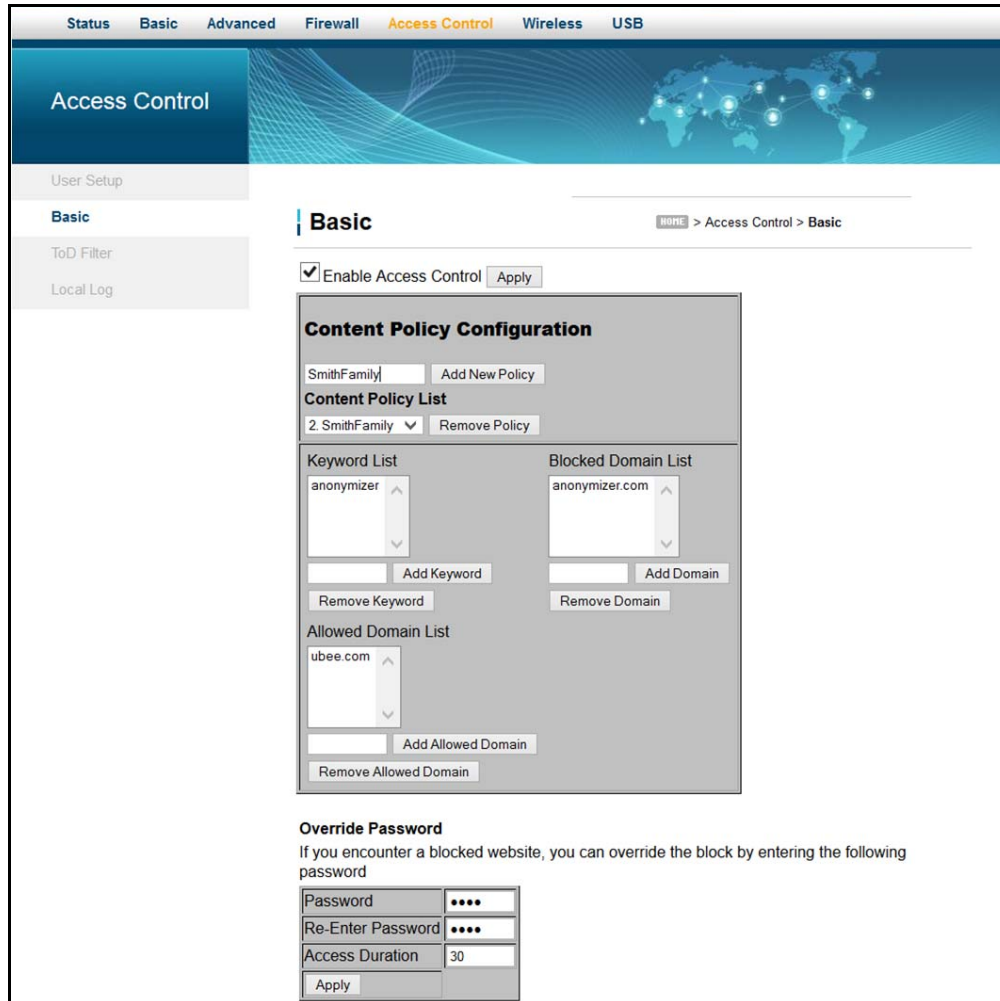 Status Basic Advanced Firewall Access Control Wireless USB
Access Control
User Setup
Basic
ToD Filter
Local Log
Basic
HOME > Access Control > Basic
Enable Access Control Apply
Content Policy Configuration
SmithFamily Add New Policy
Content Policy List
2. SmithFamily Remove Policy
Keyword List Blocked Domain List
anonymizer anonymizer.com
Add Keyword Add Domain
Remove Keyword Remove Domain
Allowed Domain List
ubee.com
Add Allowed Domain
Remove Allowed Domain
Override Password
If you encounter a blocked website, you can override the block by entering the following
password
Password ••••
Re-Enter Password ••••
Access Duration 30
Apply